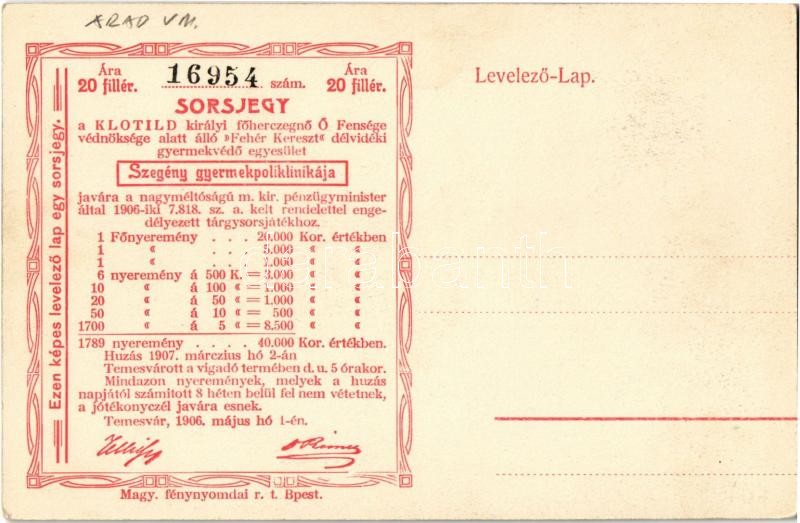 ARAD VM.
Ára 16954 szám. Ára
20 fillér. 20 fillér.
SORSJEGY
a KLOTILD királyi főherczegnő Ő Fensége
védnöksége alatt álló »Fehér Kereszt« délvidéki
gyermekvédő egyesület
Szegény gyermekpoliklinikája
javára a nagyméltóságú m. kir. pénzügyminister
által 1906-iki 7.818. sz. a. kelt rendelettel enge-
délyezett tárgysorsjátékhoz.
1 Főnyeremény . . . 20.000 Kor. értékben
1 « . . . 5.000 « «
1 « . . . 1.000 « «
6 nyeremény á 500 K. = 3.000 « «
10 « á 100 « = 1.000 « «
20 « á 50 « = 1.000 « «
50 « á 10 « = 500 « «
1700 « á 5 « = 8.500 « «
1789 nyeremény . . . . 40.000 Kor. értékben.
Huzás 1907. márczius hó 2-án
Temesvárott a vigadó termében d. u. 5 órakor.
Mindazon nyeremények, melyek a huzás
napjától számitott 8 héten belül fel nem vétetnek,
a jótékonyczél javára esnek.
Temesvár, 1906. május hó 1-én.
Ezen képes levelező lap egy sorsjegy.
Magy. fénynyomdai r. t. Bpest.
Levelező-Lap.
darabanth